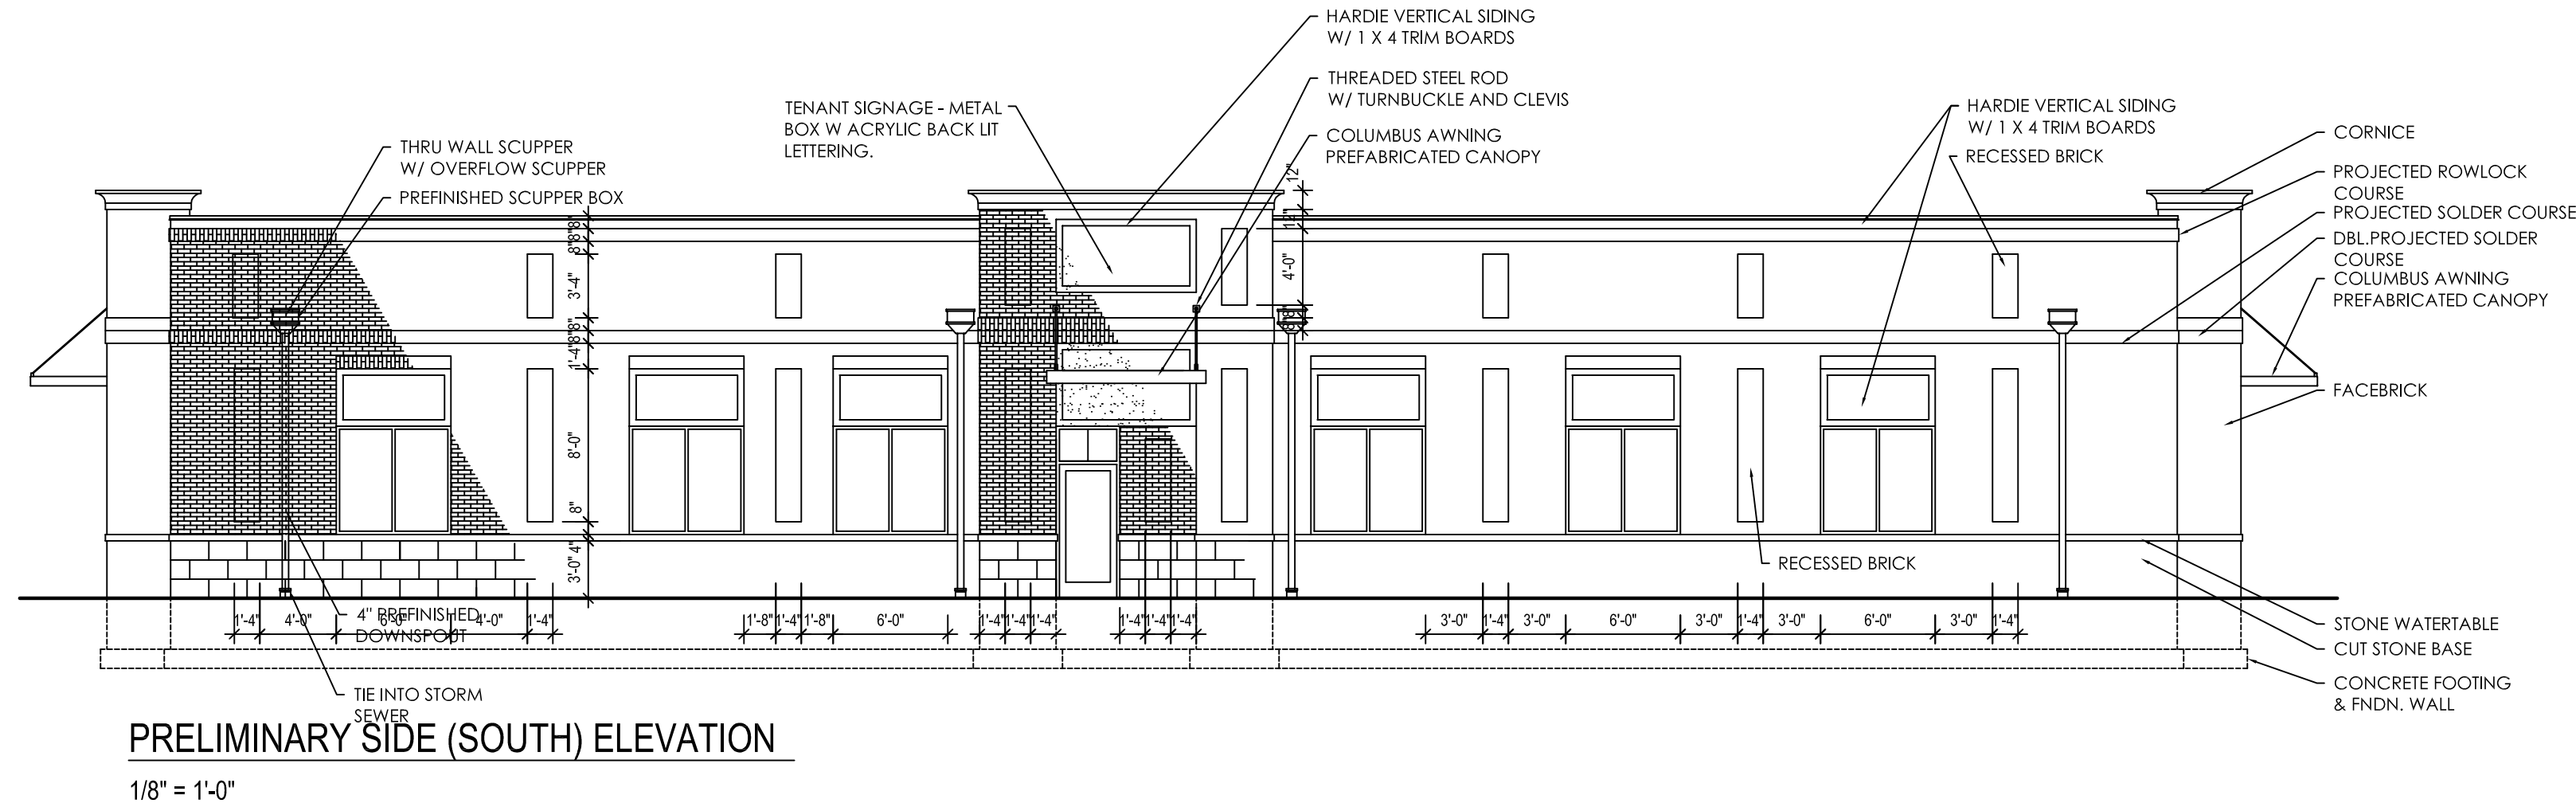 HARDIE VERTICAL SIDING
W/ 1 X 4 TRIM BOARDS
THREADED STEEL ROD
W/ TURNBUCKLE AND CLEVIS
COLUMBUS AWNING
PREFABRICATED CANOPY
TENANT SIGNAGE - METAL
BOX W ACRYLIC BACK LIT
LETTERING.
THRU WALL SCUPPER
W/ OVERFLOW SCUPPER
PREFINISHED SCUPPER BOX
HARDIE VERTICAL SIDING
W/ 1 X 4 TRIM BOARDS
RECESSED BRICK
CORNICE
PROJECTED ROWLOCK
COURSE
PROJECTED SOLDER COURSE
DBL.PROJECTED SOLDER
COURSE
COLUMBUS AWNING
PREFABRICATED CANOPY
FACEBRICK
8"
8"
8"
3'-4"
8"
8"
1'-4"
8'-0"
8"
4"
3'-0"
12"
12"
4'-0"
8"
8"
RECESSED BRICK
1'-4" 4'-0" 6'-0" 4'-0" 1'-4"
1'-8" 1'-4" 1'-8" 6'-0"
1'-4" 1'-4" 1'-4"
1'-4" 1'-4" 1'-4"
3'-0" 1'-4" 3'-0" 6'-0" 3'-0" 1'-4" 3'-0" 6'-0" 3'-0" 1'-4"
4" PREFINISHED
DOWNSPOUT
TIE INTO STORM
SEWER
STONE WATERTABLE
CUT STONE BASE
CONCRETE FOOTING
& FNDN. WALL
PRELIMINARY SIDE (SOUTH) ELEVATION
1/8" = 1'-0"